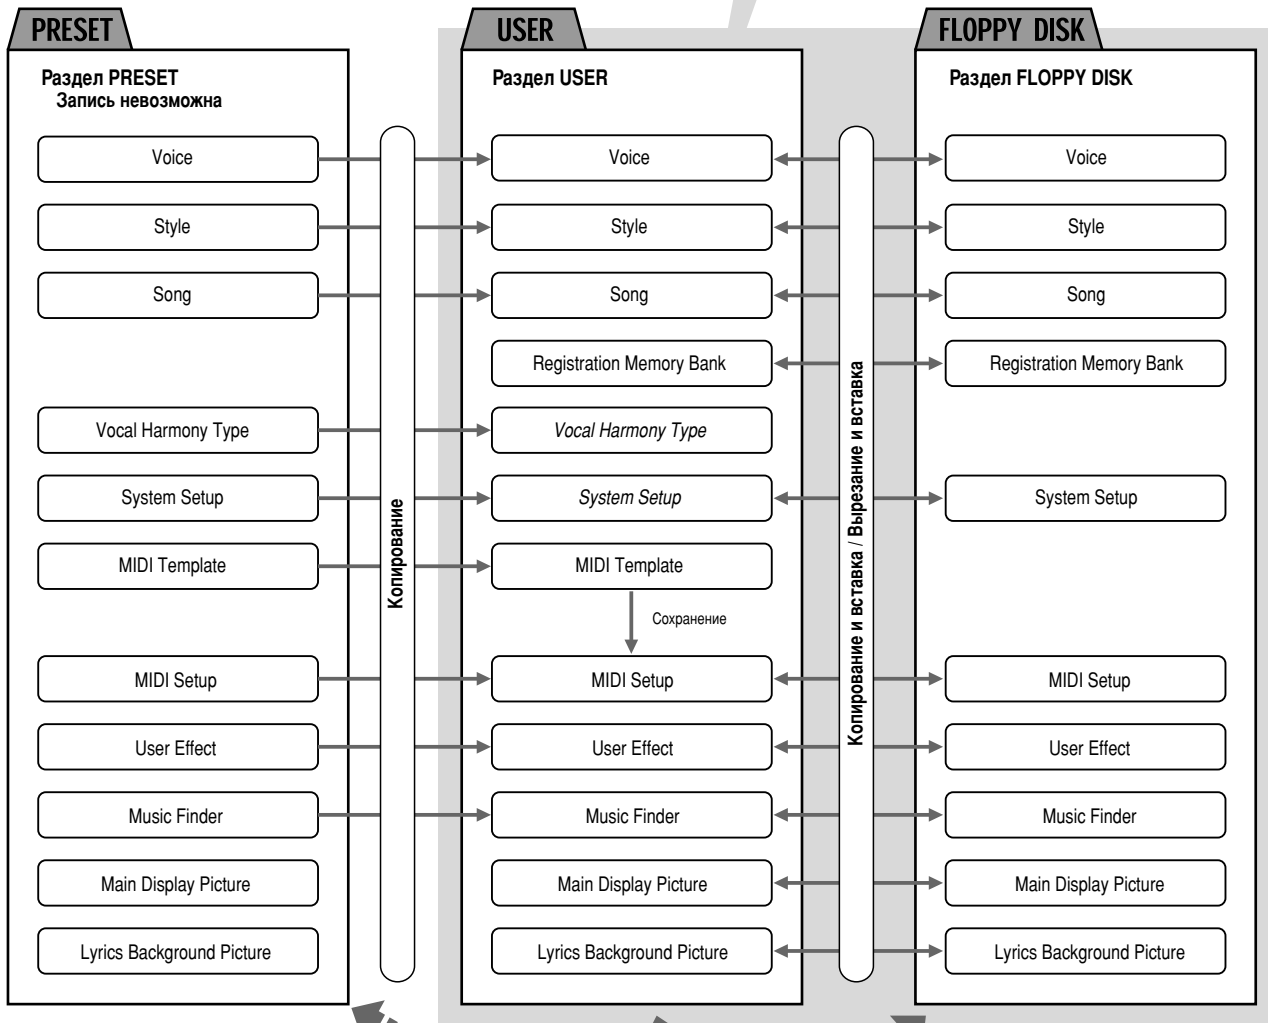 PRESET
Раздел PRESET
Запись невозможна
Voice
Style
Song
Vocal Harmony Type
System Setup
MIDI Template
MIDI Setup
User Effect
Music Finder
Main Display Picture
Lyrics Background Picture
Копирование
USER
Раздел USER
Voice
Style
Song
Registration Memory Bank
Vocal Harmony Type
System Setup
MIDI Template
Сохранение
MIDI Setup
User Effect
Music Finder
Main Display Picture
Lyrics Background Picture
Копирование и вставка / Вырезание и вставка
FLOPPY DISK
Раздел FLOPPY DISK
Voice
Style
Song
Registration Memory Bank
System Setup
MIDI Setup
User Effect
Music Finder
Main Display Picture
Lyrics Background Picture